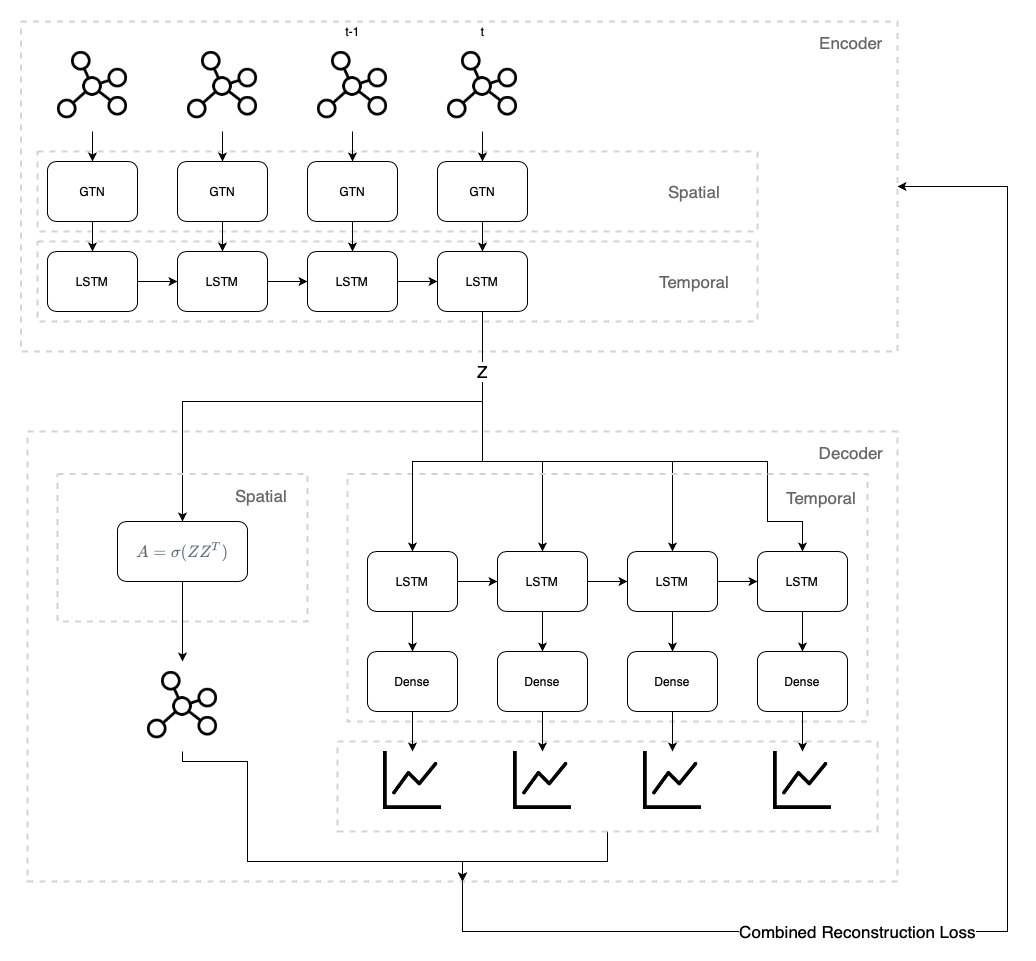 t-1 t
Encoder
GTN GTN GTN GTN Spatial
LSTM LSTM LSTM LSTM Temporal
Z
Decoder
Spatial Temporal
A = σ(ZZ^T)
LSTM LSTM LSTM LSTM
Dense Dense Dense Dense
Combined Reconstruction Loss